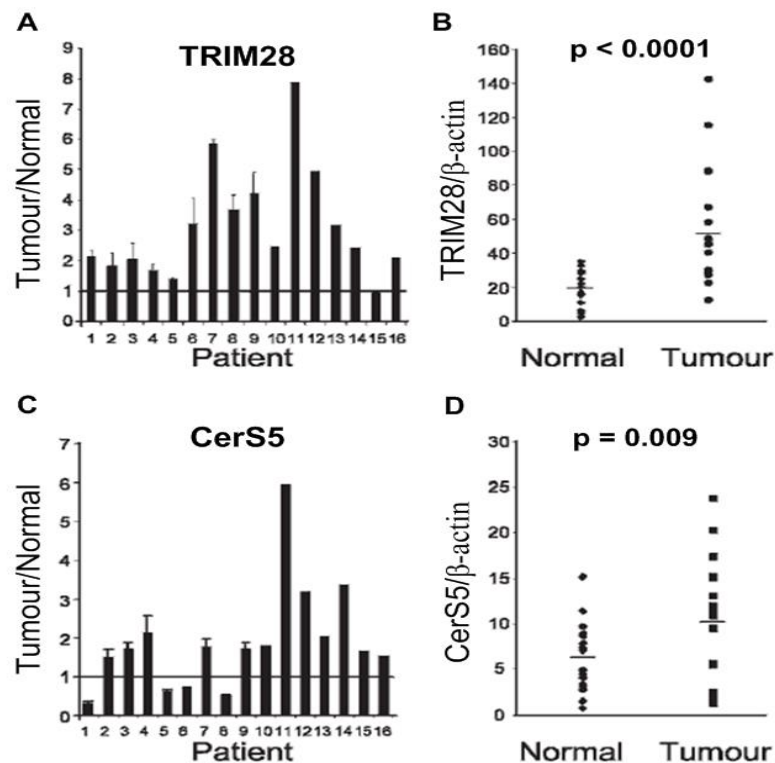 A
TRIM28
Tumour/Normal
9
8
7
6
5
4
3
2
1
0
1 2 3 4 5 6 7 8 9 10 11 12 13 14 15 16
Patient
B
p < 0.0001
TRIM28/β-actin
160
140
120
100
80
60
40
20
0
Normal Tumour
C
CerS5
Tumour/Normal
7
6
5
4
3
2
1
0
1 2 3 4 5 6 7 8 9 10 11 12 13 14 15 16
Patient
D
p = 0.009
CerS5/β-actin
30
25
20
15
10
5
0
Normal Tumour